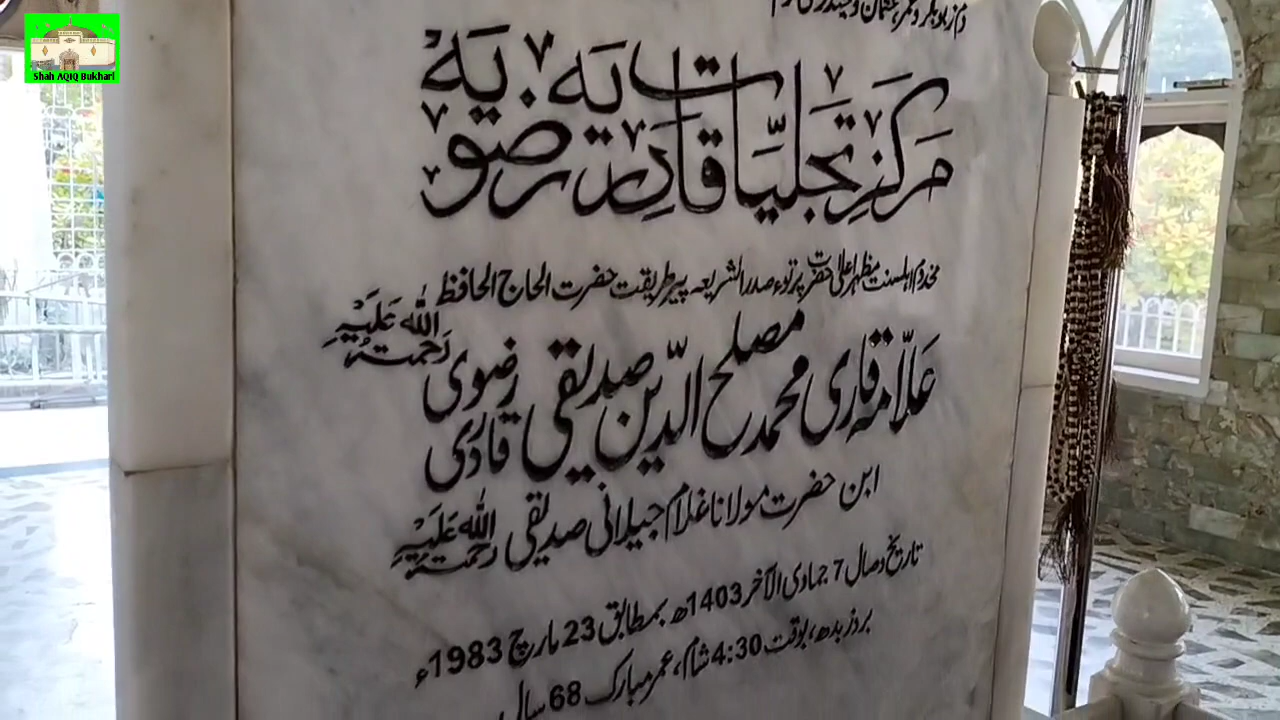 Shah AQIQ Bukhari
مرکز تجلیات قادریہ رضویہ
مخدوم اہلسنت مظہر اعلیٰ حضرت پرتوء صدر الشریعہ پیر طریقت حضرت الحاج الحافظ
علّامہ قاری محمد مصلح الدین صدیقی قادری رضوی رحمۃ اللہ علیہ
ابن حضرت مولانا غلام جیلانی صدیقی رحمۃ اللہ علیہ
تاریخ وصال 7 جمادی الآخر 1403ھ بمطابق 23 مارچ 1983ء
بروز بدھ، بوقت 4:30 شام، عمر مبارک 68 سال